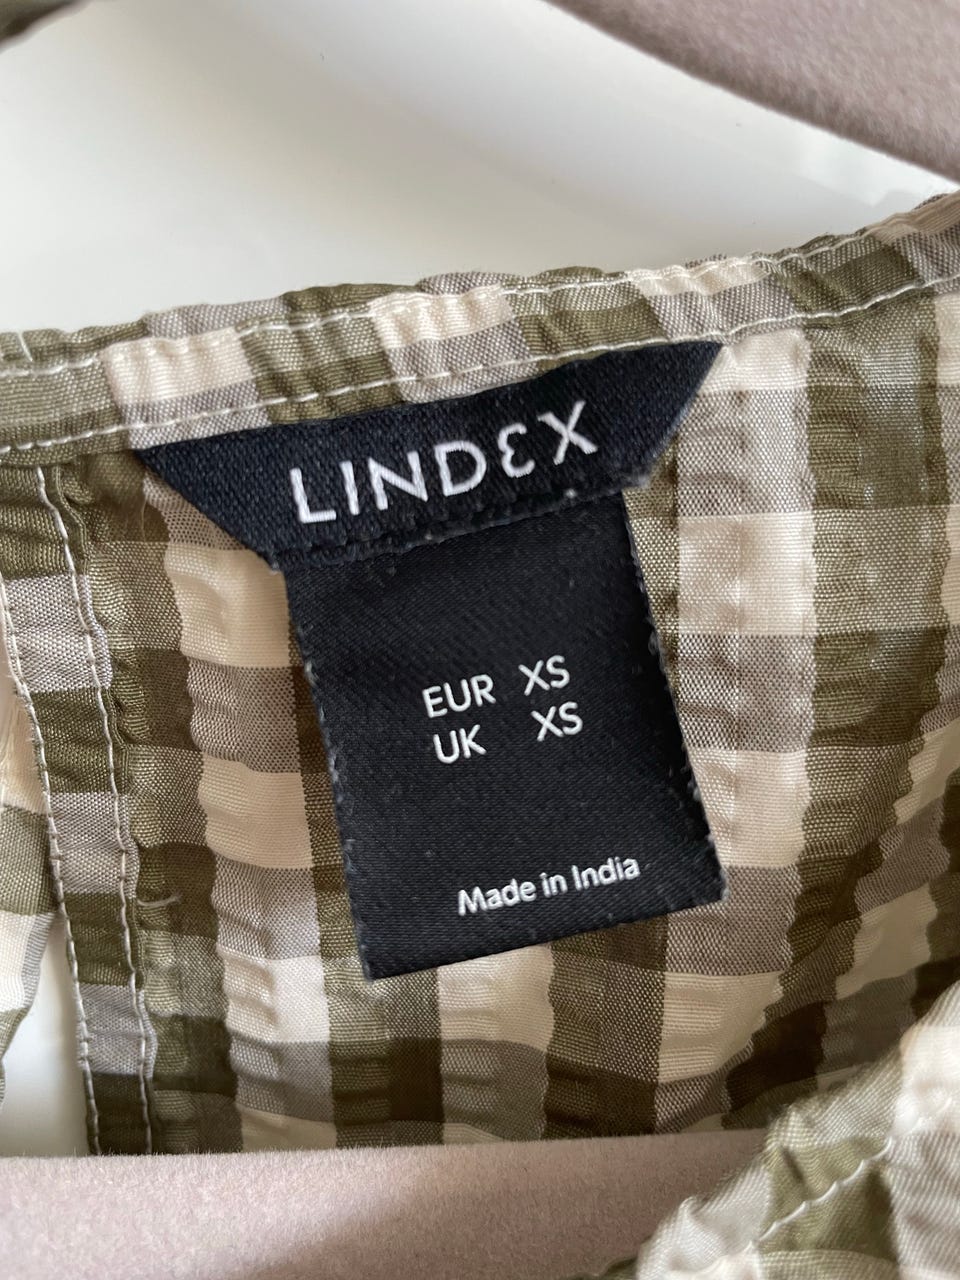 LINDEX
EUR XS
UK XS
Made in India